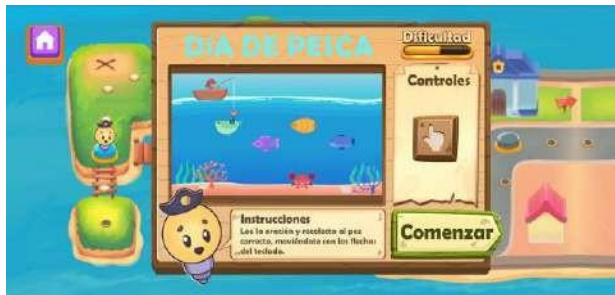 DÍA DE PESCA
Dificultad
Controles
Instrucciones
Lee la oración y recolecta al pez
correcto, moviéndote con las flechas
del teclado.
Comenzar